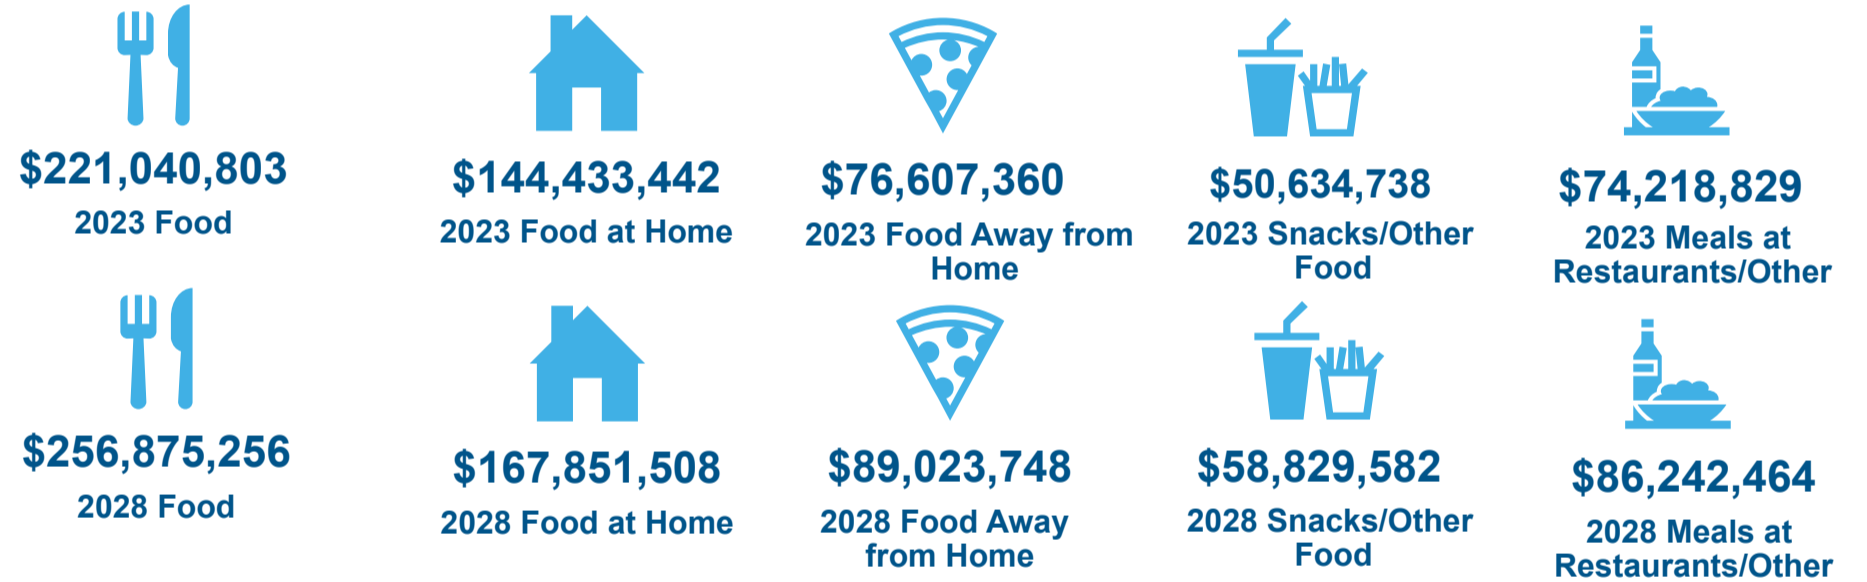 $221,040,803
2023 Food
$144,433,442
2023 Food at Home
$76,607,360
2023 Food Away from
Home
$50,634,738
2023 Snacks/Other
Food
$74,218,829
2023 Meals at
Restaurants/Other
$256,875,256
2028 Food
$167,851,508
2028 Food at Home
$89,023,748
2028 Food Away
from Home
$58,829,582
2028 Snacks/Other
Food
$86,242,464
2028 Meals at
Restaurants/Other